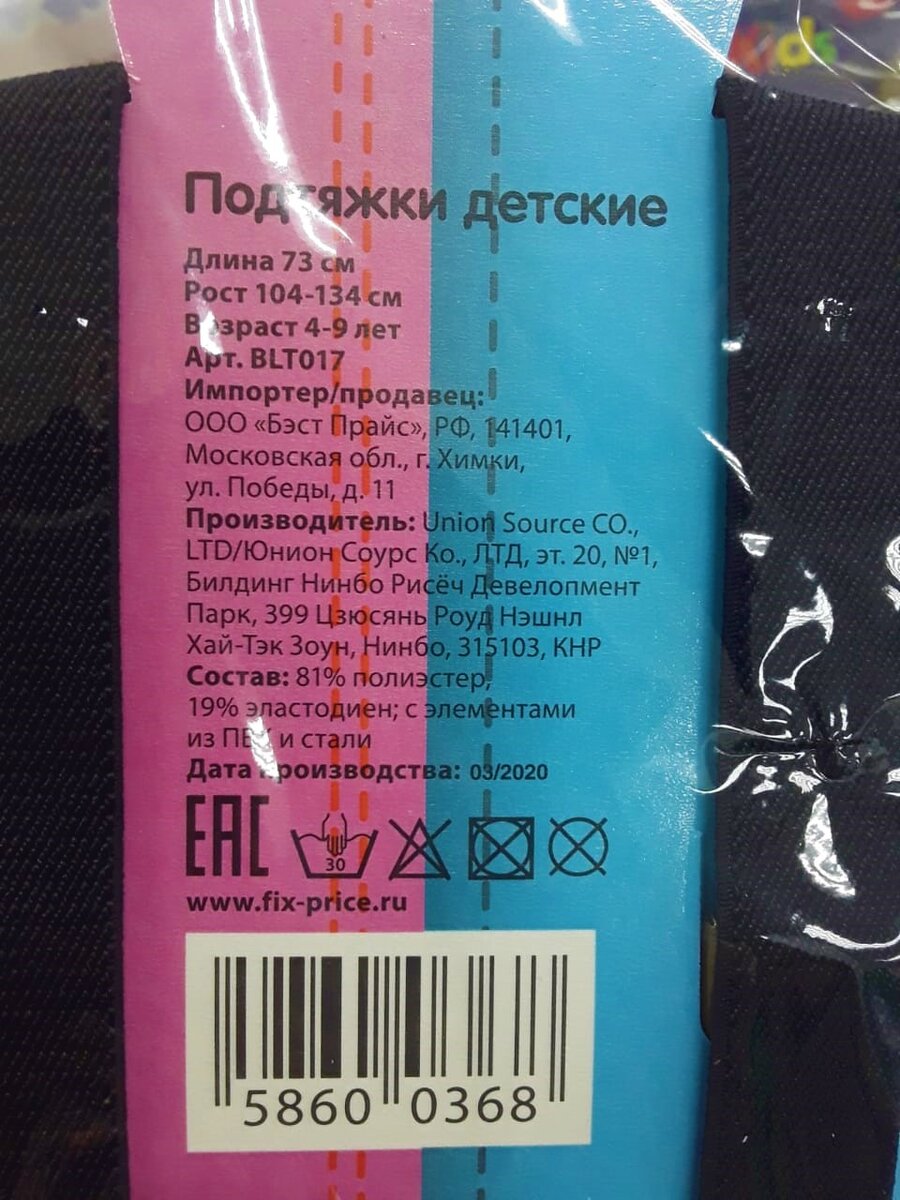 Kids
Подтяжки детские
Длина 73 см
Рост 104-134 см
Возраст 4-9 лет
Арт. BLT017
Импортер/продавец:
ООО «Бэст Прайс», РФ, 141401,
Московская обл., г. Химки,
ул. Победы, д. 11
Производитель: Union Source CO.,
LTD/Юнион Соурс Ко., ЛТД, эт. 20, №1,
Билдинг Нинбо Рисёч Девелопмент
Парк, 399 Цзюсянь Роуд Нэшнл
Хай-Тэк Зоун, Нинбо, 315103, КНР
Состав: 81% полиэстер,
19% эластодиен; с элементами
из ПВХ и стали
Дата производства: 03/2020
EAC
30
www.fix-price.ru
5860 0368